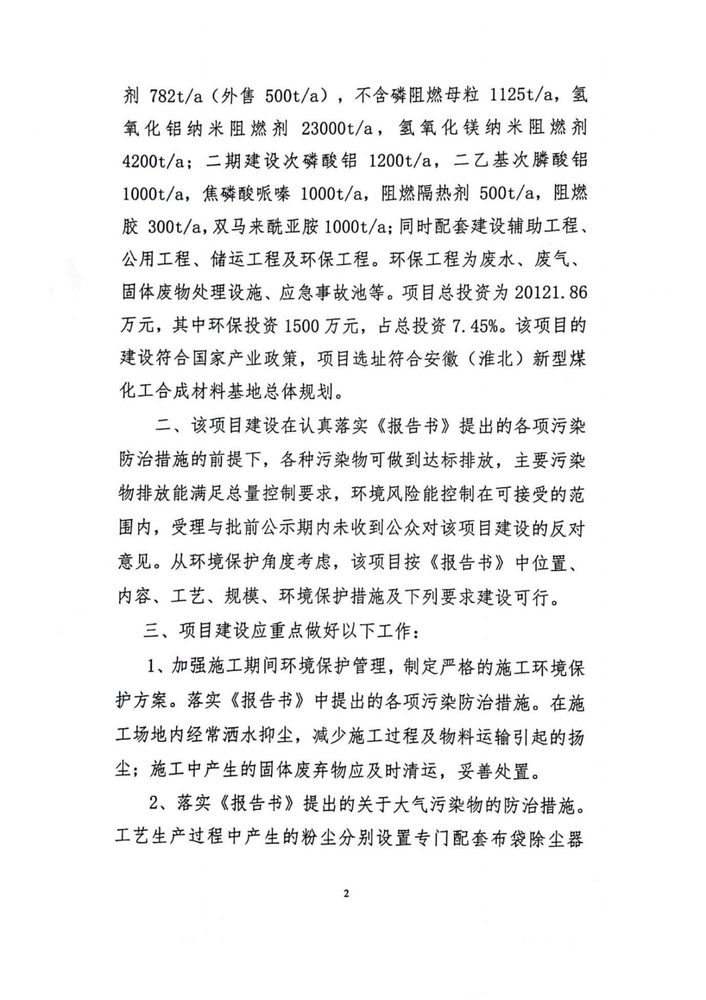 剂 782t/a（外售 500t/a），不含磷阻燃母粒 1125t/a，氢
氧化铝纳米阻燃剂 23000t/a，氢氧化镁纳米阻燃剂
4200t/a；二期建设次磷酸铝 1200t/a，二乙基次膦酸铝
1000t/a，焦磷酸哌嗪 1000t/a，阻燃隔热剂 500t/a，阻燃
胶 300t/a，双马来酰亚胺 1000t/a；同时配套建设辅助工程、
公用工程、储运工程及环保工程。环保工程为废水、废气、
固体废物处理设施、应急事故池等。项目总投资为 20121.86
万元，其中环保投资 1500 万元，占总投资 7.45%。该项目的
建设符合国家产业政策，项目选址符合安徽（淮北）新型煤
化工合成材料基地总体规划。
二、该项目建设在认真落实《报告书》提出的各项污染
防治措施的前提下，各种污染物可做到达标排放，主要污染
物排放能满足总量控制要求，环境风险能控制在可接受的范
围内，受理与批前公示期内未收到公众对该项目建设的反对
意见。从环境保护角度考虑，该项目按《报告书》中位置、
内容、工艺、规模、环境保护措施及下列要求建设可行。
三、项目建设应重点做好以下工作：
1、加强施工期间环境保护管理，制定严格的施工环境保
护方案。落实《报告书》中提出的各项污染防治措施。在施
工场地内经常洒水抑尘，减少施工过程及物料运输引起的扬
尘；施工中产生的固体废弃物应及时清运，妥善处置。
2、落实《报告书》提出的关于大气污染物的防治措施。
工艺生产过程中产生的粉尘分别设置专门配套布袋除尘器
2